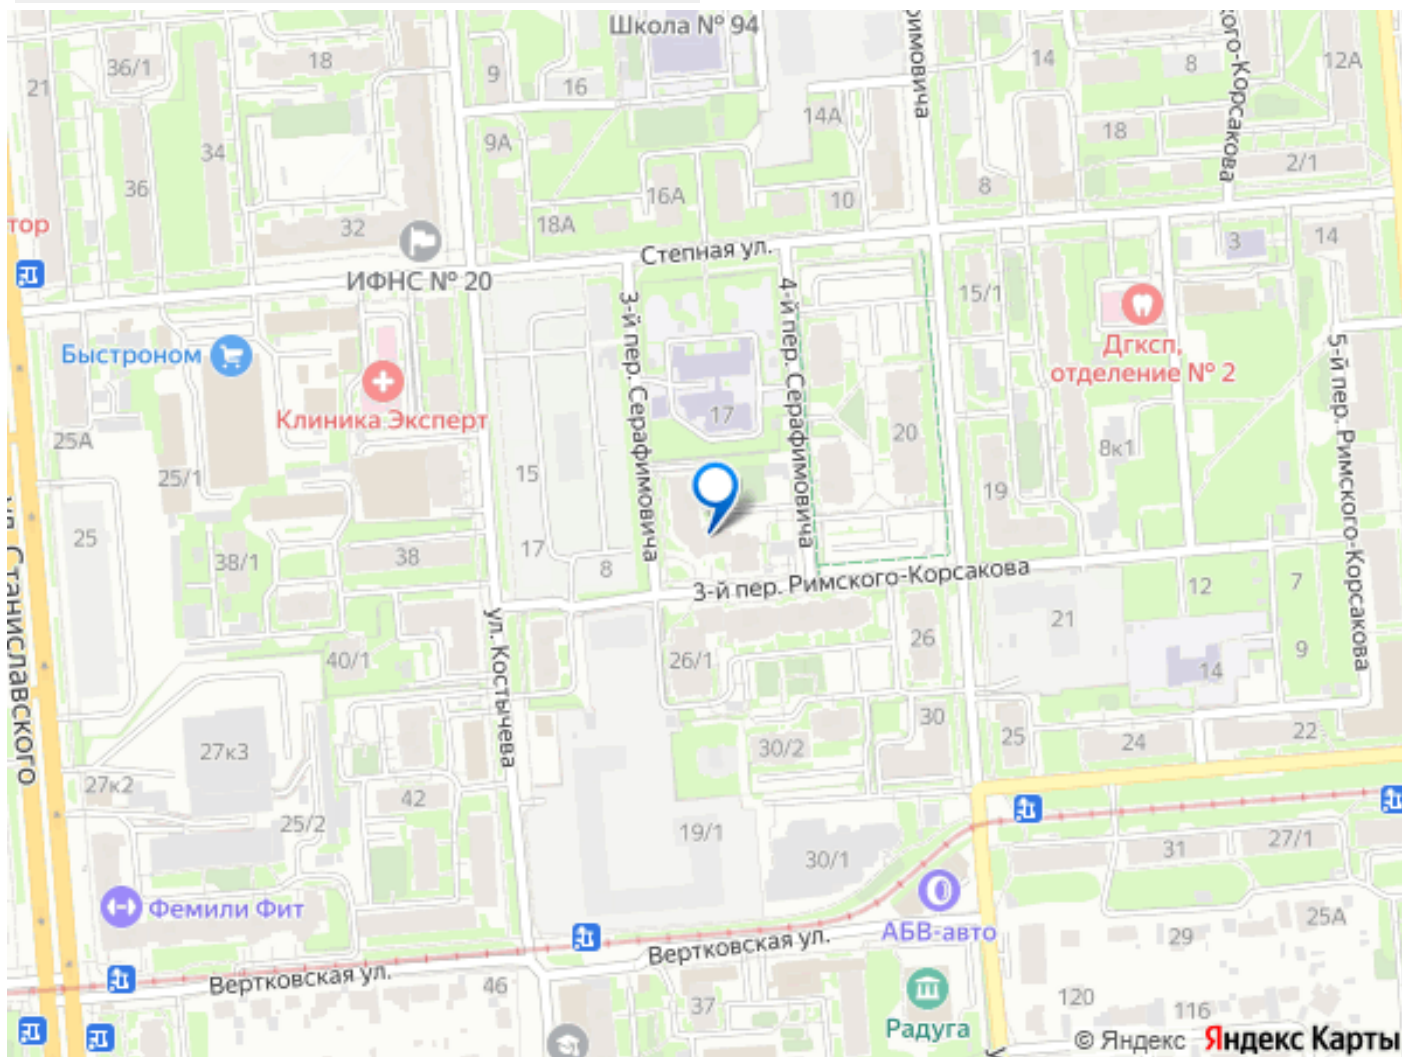 Школа № 94
36/1
18
9
16
14
8
12А
21
14А
18
34
9А
2/1
36
16А
10
8
18А
32
3
14
тор
Степная ул.
ИФНС № 20
15/1
3-й пер. Серафимовича
4-й пер. Серафимовича
Быстроном
Дгксп,
отделение № 2
5-й пер. Римского-Корсакова
Клиника Эксперт
17
25А
20
8к1
25/1
15
19
25
17
38/1
38
8
3-й пер. Римского-Корсакова
12
7
ул. Станиславского
ул. Костычева
21
26
9
40/1
26/1
14
30
25
24
22
27к3
30/2
27к2
42
25/2
19/1
30/1
31
27/1
Фемили Фит
АБВ-авто
25А
29
Вертковская ул.
Вертковская ул.
46
37
120
116
Радуга
© Яндекс Яндекс Карты